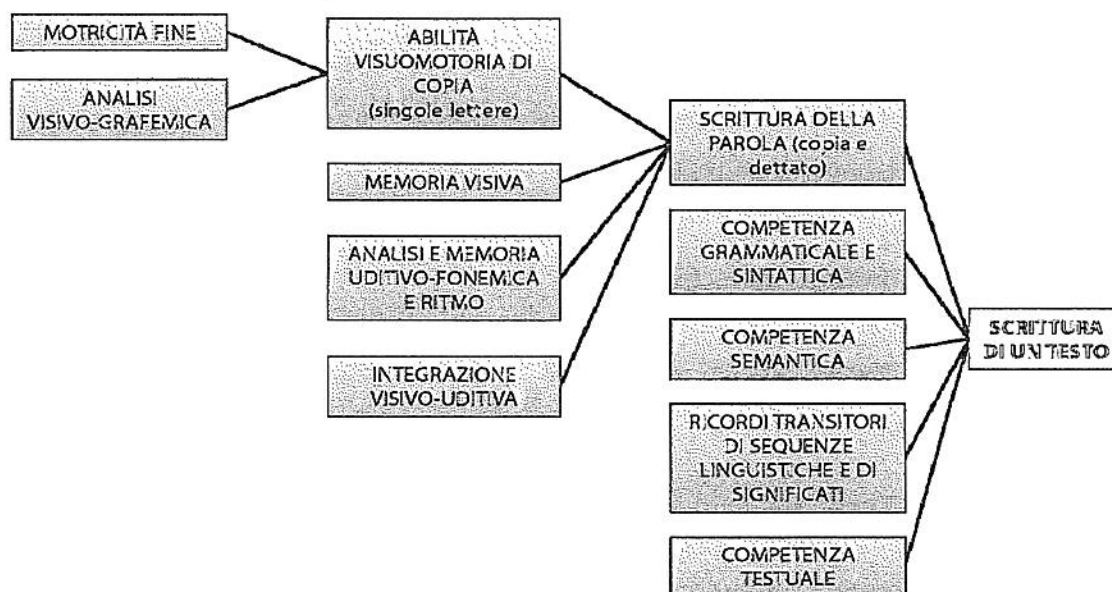 MOTRICITÀ FINE
ANALISI
VISIVO-GRAFEMICA
ABILITÀ
VISUOMOTORIA DI
COPIA
(singole lettere)
MEMORIA VISIVA
ANALISI E MEMORIA
UDITIVO-FONEMICA
E RITMO
INTEGRAZIONE
VISIVO-UDITIVA
SCRITTURA DELLA
PAROLA (copia e
dettato)
COMPETENZA
GRAMMATICALE E
SINTATTICA
COMPETENZA
SEMANTICA
RICORDI TRANSITORI
DI SEQUENZE
LINGUISTICHE E DI
SIGNIFICATI
COMPETENZA
TESTUALE
SCRITTURA
DI UN TESTO